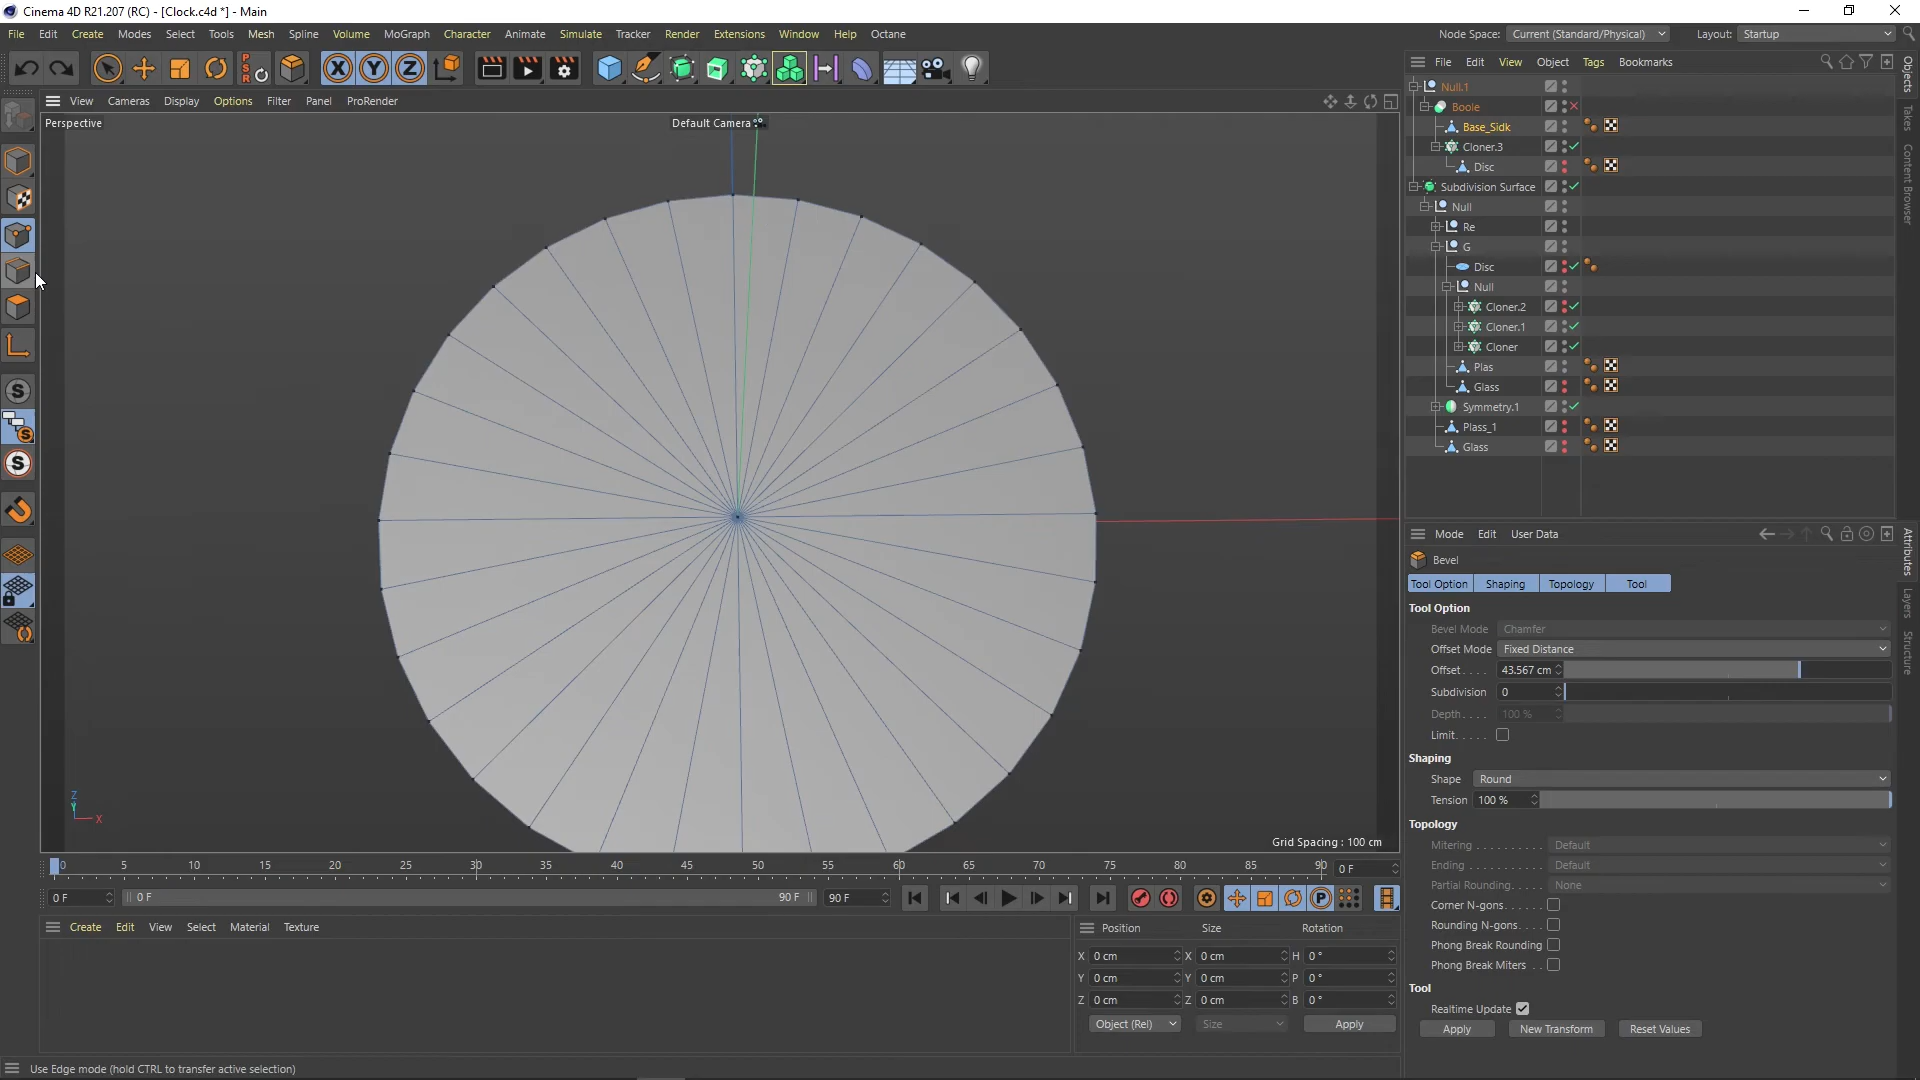 Cinema 4D R21.207 (RC) - [Clock.c4d *] - Main
File Edit Create Modes Select Tools Mesh Spline Volume MoGraph Character Animate Simulate Tracker Render Extensions Window Help Octane
Node Space: Current (Standard/Physical) Layout: Startup
PSR X Y Z
File Edit View Object Tags Bookmarks
View Cameras Display Options Filter Panel ProRender
Perspective
Default Camera
Null.1
Boole
Base_Sidk
Cloner.3
Disc
Subdivision Surface
Null
Re
G
Disc
Null
Cloner.2
Cloner.1
Cloner
Plas
Glass
Symmetry.1
Plass_1
Glass
Objects
Takes
Content Browser
Mode Edit User Data
Bevel
Tool Option Shaping Topology Tool
Tool Option
Bevel Mode Chamfer
Offset Mode Fixed Distance
Offset. . . . 43.567 cm
Subdivision 0
Depth. . . . 100 %
Limit. . . . .
Shaping
Shape Round
Tension 100 %
Topology
Mitering . . . . . . . . . . . Default
Ending . . . . . . . . . . . . Default
Partial Rounding. . . . . None
Corner N-gons. . . . . .
Rounding N-gons. . . .
Phong Break Rounding
Phong Break Miters . .
Tool
Realtime Update
Apply New Transform Reset Values
Attributes
Layers
Structure
Z
Y
X
Grid Spacing : 100 cm
0 5 10 15 20 25 30 35 40 45 50 55 60 65 70 75 80 85 90 0 F
0 F 0 F 90 F 90 F
Create Edit View Select Material Texture
Position Size Rotation
X 0 cm X 0 cm H 0 °
Y 0 cm Y 0 cm P 0 °
Z 0 cm Z 0 cm B 0 °
Object (Rel) Size Apply
Use Edge mode (hold CTRL to transfer active selection)